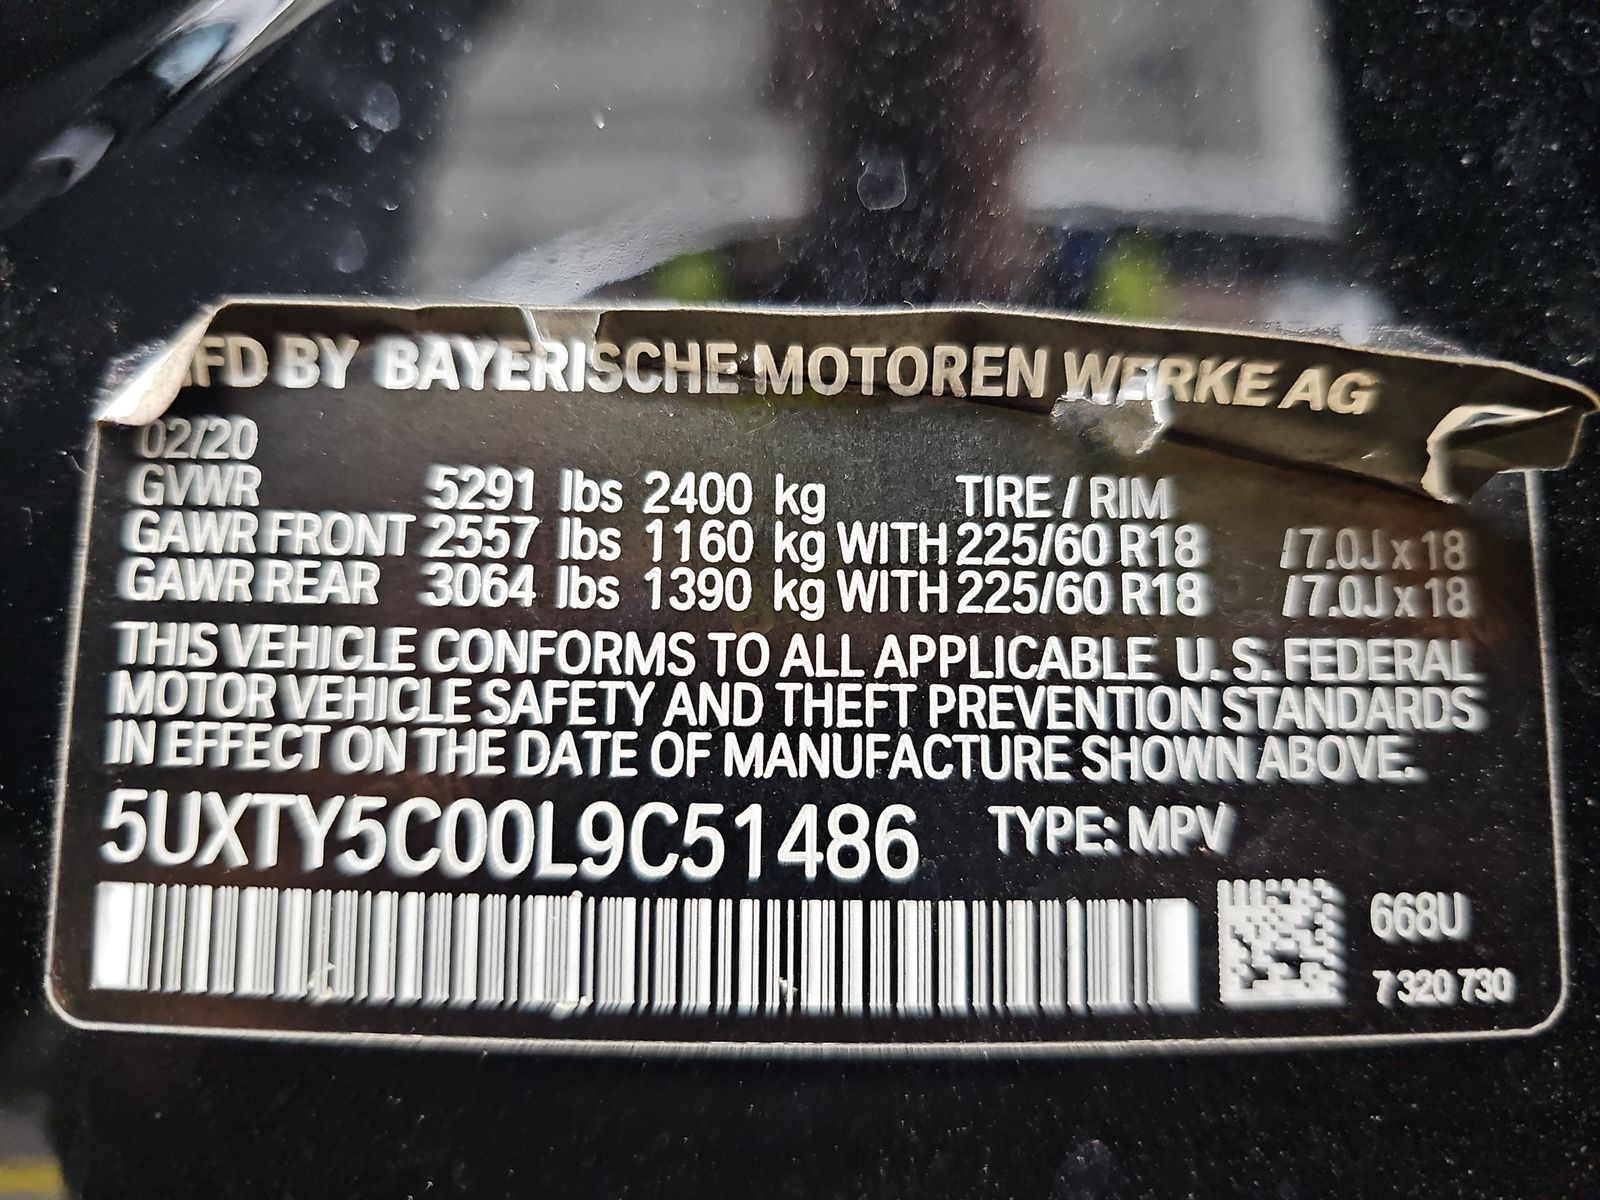 MFD BY BAYERISCHE MOTOREN WERKE AG
02/20
GVWR 5291 lbs 2400 kg TIRE / RIM
GAWR FRONT 2557 lbs 1160 kg WITH 225/60 R18 / 7.0J x 18
GAWR REAR 3064 lbs 1390 kg WITH 225/60 R18 / 7.0J x 18
THIS VEHICLE CONFORMS TO ALL APPLICABLE U. S. FEDERAL
MOTOR VEHICLE SAFETY AND THEFT PREVENTION STANDARDS
IN EFFECT ON THE DATE OF MANUFACTURE SHOWN ABOVE.
5UXTY5C00L9C51486 TYPE: MPV
668U
7 320 730